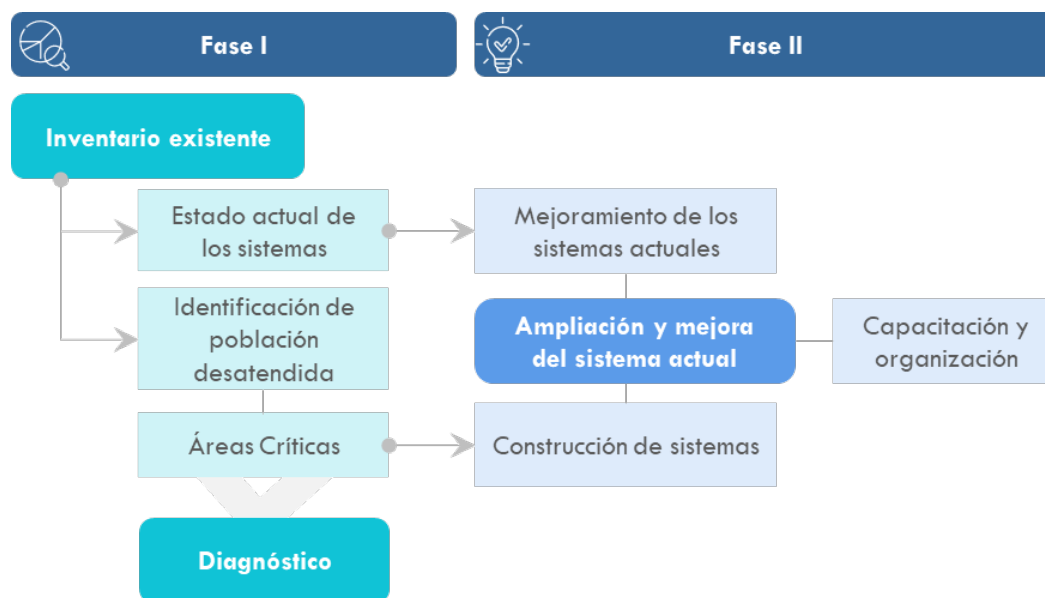 Fase I
Fase II
Inventario existente
Estado actual de
los sistemas
Mejoramiento de los
sistemas actuales
Identificación de
población
desatendida
Ampliación y mejora
del sistema actual
Capacitación y
organización
Áreas Críticas
Construcción de sistemas
Diagnóstico